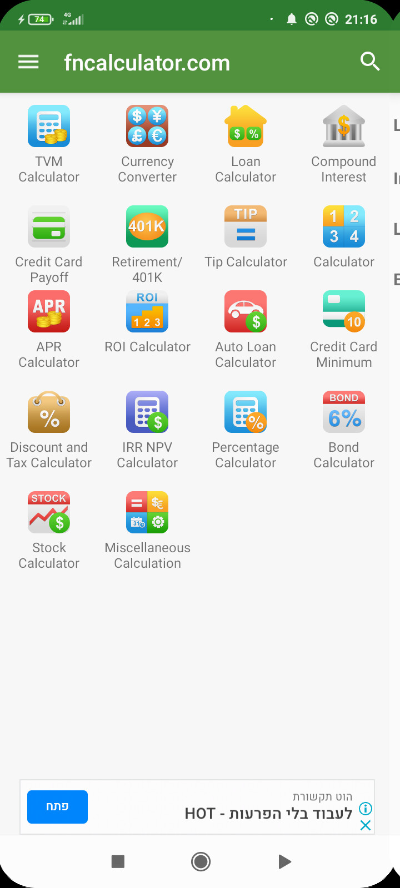 74
4G
21:16
fncalculator.com
TVM
Calculator
Currency
Converter
Loan
Calculator
Compound
Interest
401K
TIP
1 2
3 4
Credit Card
Payoff
Retirement/
401K
Tip Calculator
Calculator
APR
ROI
1 2 3
10
APR
Calculator
ROI Calculator
Auto Loan
Calculator
Credit Card
Minimum
BOND
6%
Discount and
Tax Calculator
IRR NPV
Calculator
Percentage
Calculator
Bond
Calculator
STOCK
Stock
Calculator
Miscellaneous
Calculation
הוט תקשורת
לעבוד בלי הפרעות - HOT
פתח